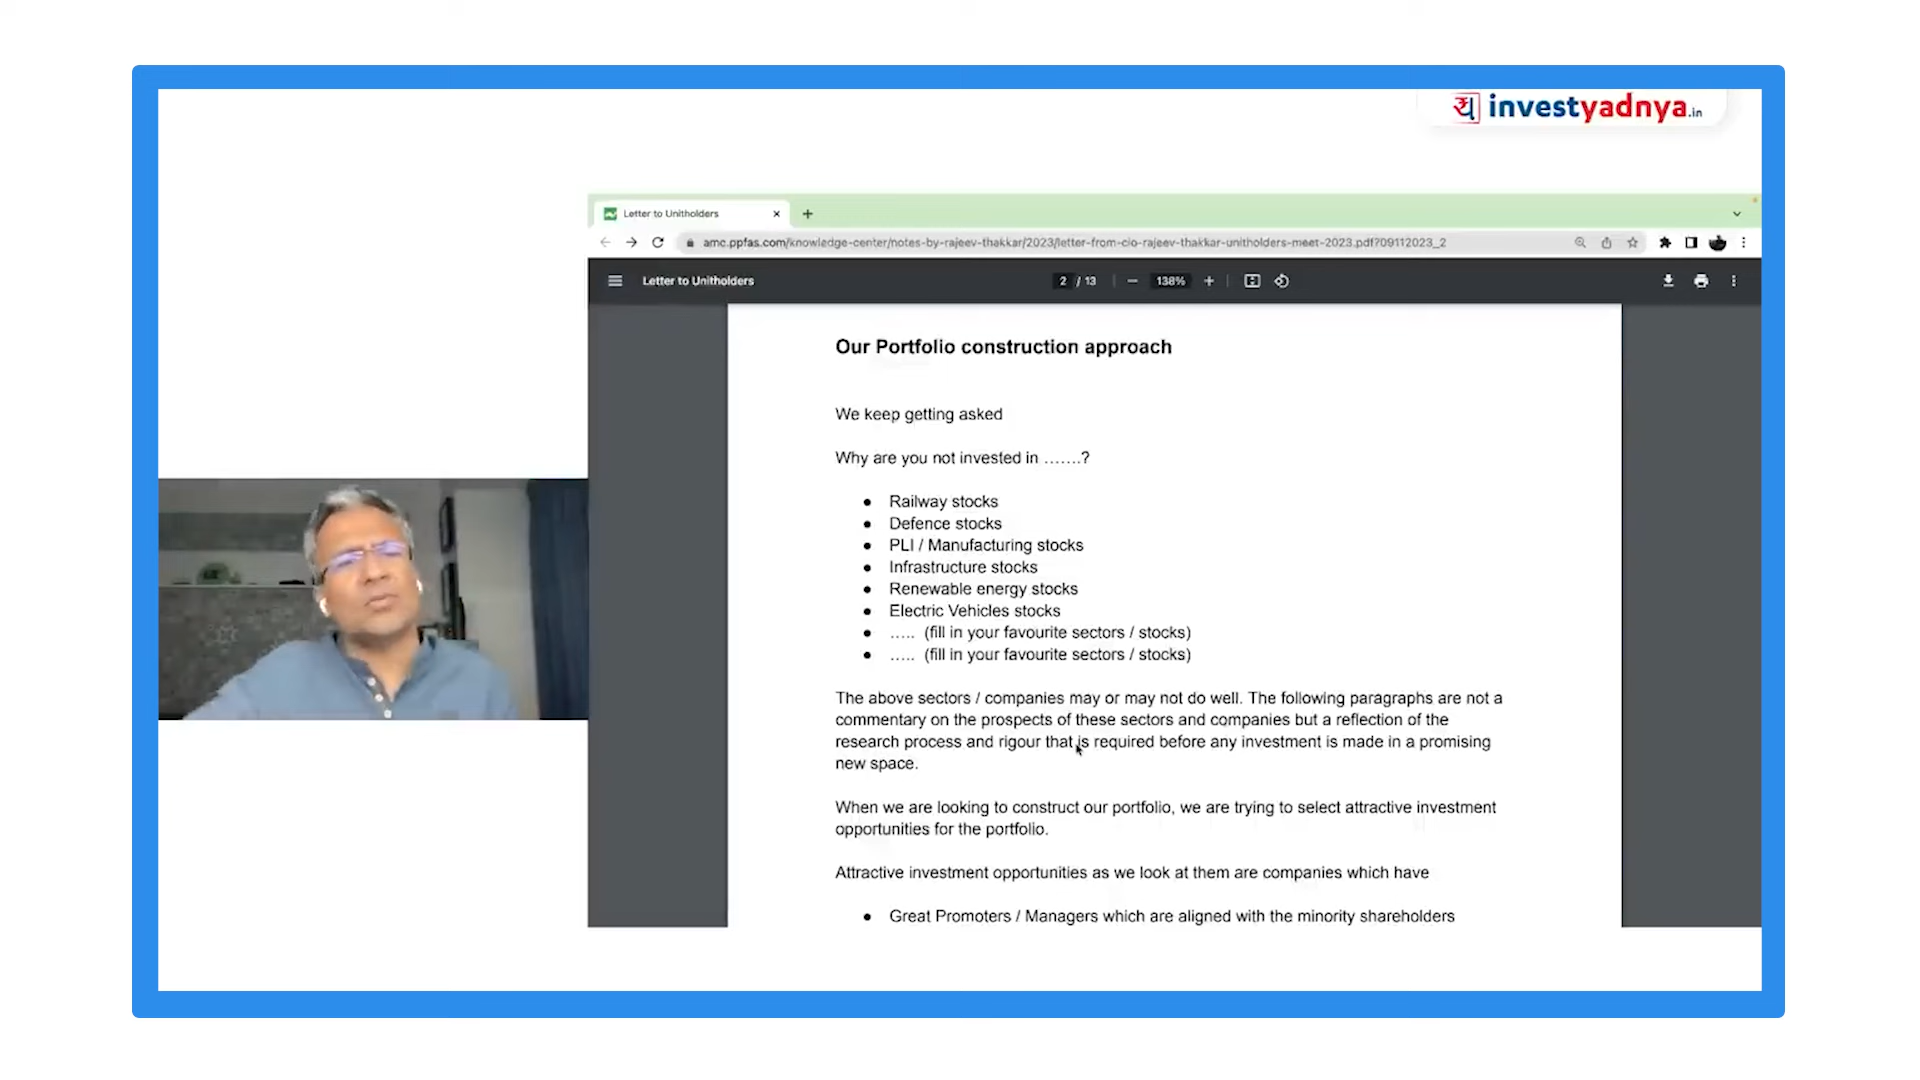 investyadnya.in
Letter to Unitholders
amc.ppfas.com/knowledge-center/notes-by-rajeev-thakkar/2023/letter-from-cio-rajeev-thakkar-unitholders-meet-2023.pdf?09112023_2
Letter to Unitholders 2 / 13 138%
Our Portfolio construction approach
We keep getting asked
Why are you not invested in …….?
● Railway stocks
● Defence stocks
● PLI / Manufacturing stocks
● Infrastructure stocks
● Renewable energy stocks
● Electric Vehicles stocks
● ….. (fill in your favourite sectors / stocks)
● ….. (fill in your favourite sectors / stocks)
The above sectors / companies may or may not do well. The following paragraphs are not a
commentary on the prospects of these sectors and companies but a reflection of the
research process and rigour that is required before any investment is made in a promising
new space.
When we are looking to construct our portfolio, we are trying to select attractive investment
opportunities for the portfolio.
Attractive investment opportunities as we look at them are companies which have
● Great Promoters / Managers which are aligned with the minority shareholders